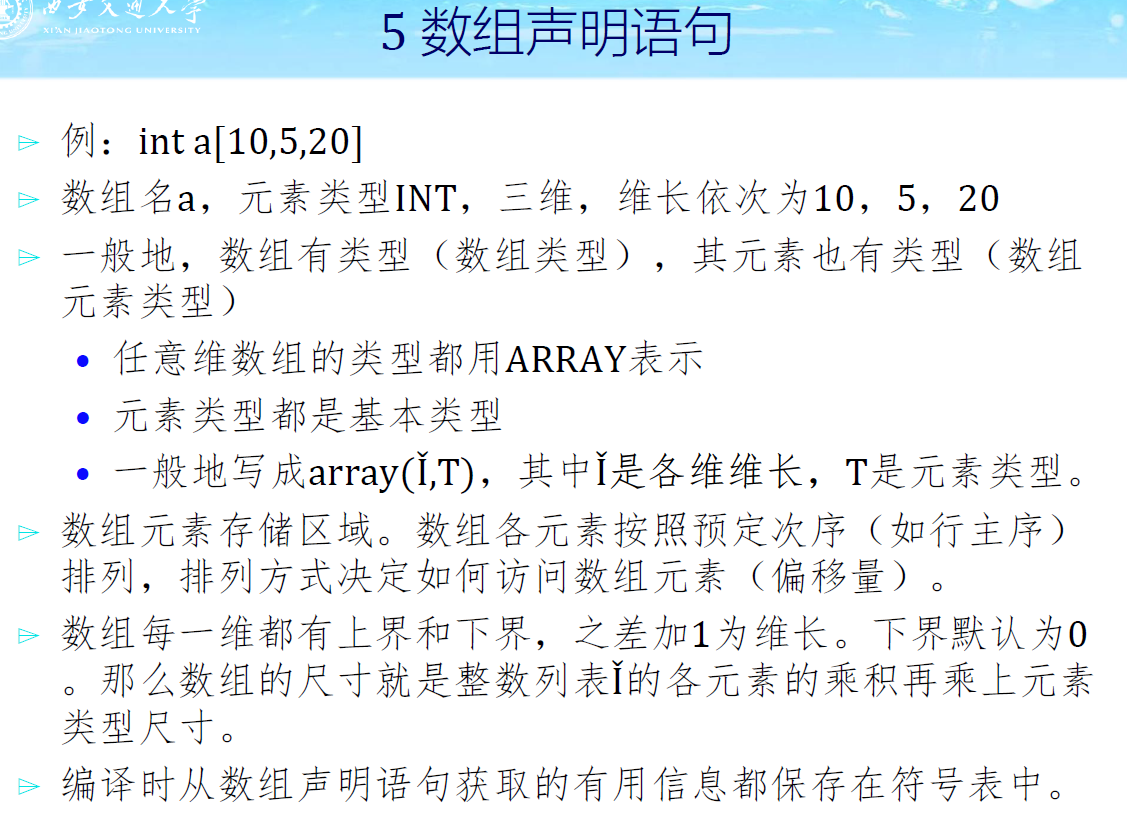 西安交通大学
XI'AN JIAOTONG UNIVERSITY
5 数组声明语句
例：int a[10,5,20]
数组名a，元素类型INT，三维，维长依次为10，5，20
一般地，数组有类型（数组类型），其元素也有类型（数组
元素类型）
任意维数组的类型都用ARRAY表示
元素类型都是基本类型
一般地写成array(Ǐ,T)，其中Ǐ是各维维长，T是元素类型。
数组元素存储区域。数组各元素按照预定次序（如行主序）
排列，排列方式决定如何访问数组元素（偏移量）。
数组每一维都有上界和下界，之差加1为维长。下界默认为0
。那么数组的尺寸就是整数列表Ǐ的各元素的乘积再乘上元素
类型尺寸。
编译时从数组声明语句获取的有用信息都保存在符号表中。